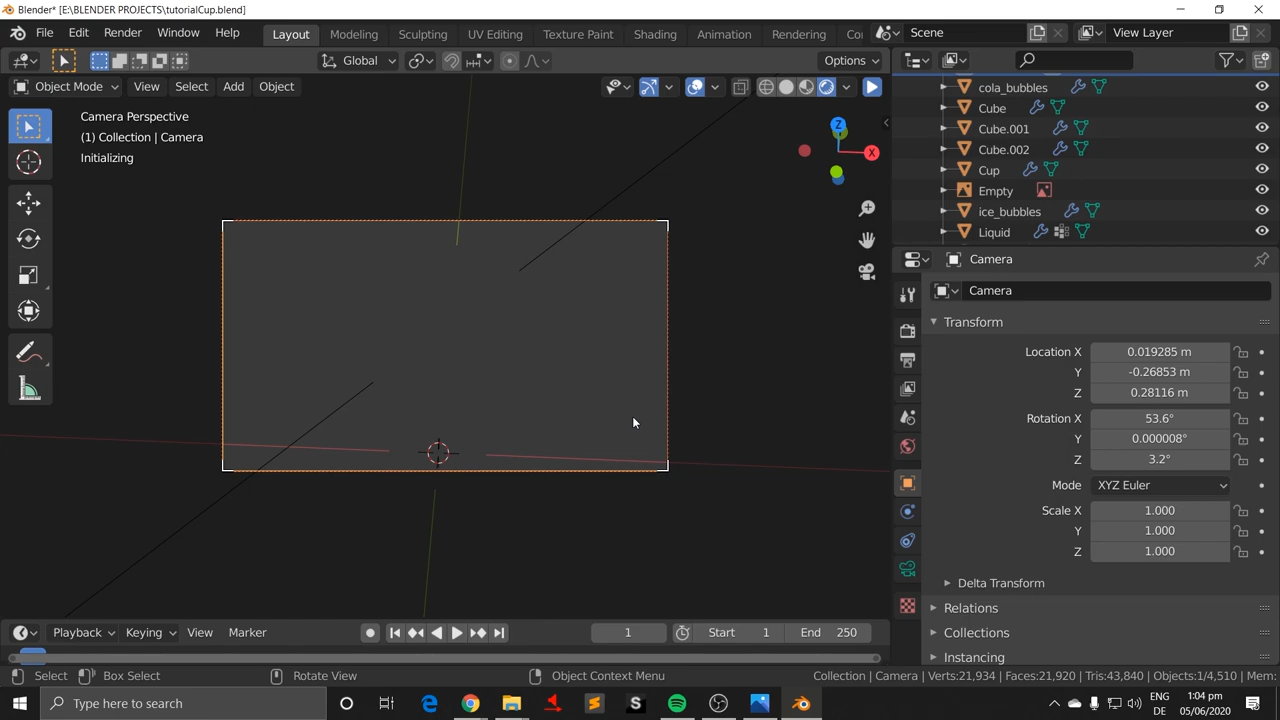 Blender* [E:\BLENDER PROJECTS\tutorialCup.blend]
File Edit Render Window Help Layout Modeling Sculpting UV Editing Texture Paint Shading Animation Rendering Co Scene View Layer
Global Options
Object Mode View Select Add Object
Camera Perspective
(1) Collection | Camera
Initializing
Z
X
cola_bubbles
Cube
Cube.001
Cube.002
Cup
Empty
ice_bubbles
Liquid
Camera
Camera
Transform
Location X 0.019285 m
Y -0.26853 m
Z 0.28116 m
Rotation X 53.6°
Y 0.000008°
Z 3.2°
Mode XYZ Euler
Scale X 1.000
Y 1.000
Z 1.000
Delta Transform
Relations
Collections
Instancing
Playback Keying View Marker 1 Start 1 End 250
Select Box Select Rotate View Object Context Menu Collection | Camera | Verts:21,934 | Faces:21,920 | Tris:43,840 | Objects:1/4,510 | Mem:
Type here to search
ENG
DE
1:04 pm
05/06/2020